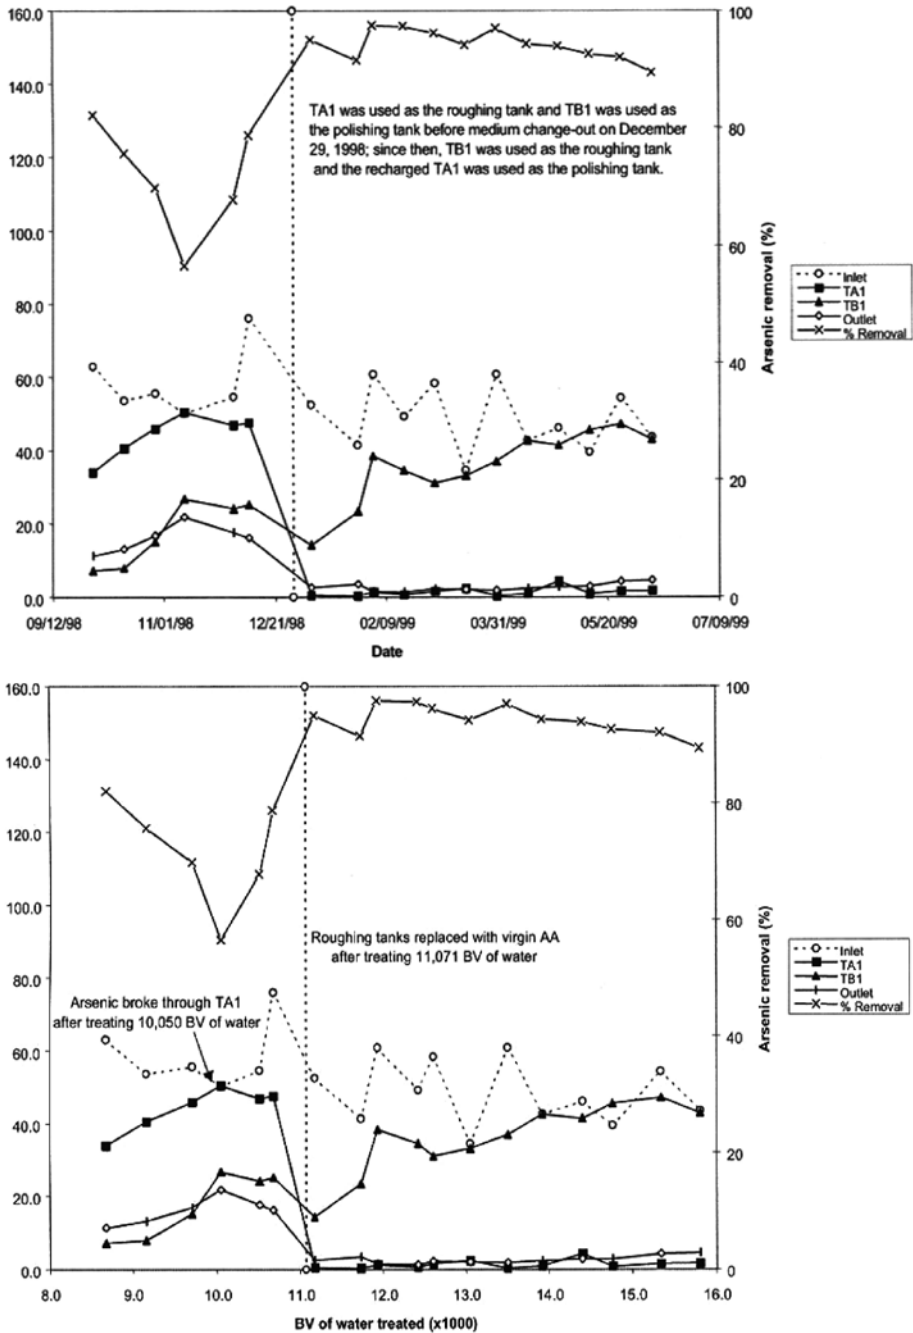 160.0
140.0
120.0
100.0
80.0
60.0
40.0
20.0
0.0
100
80
60
40
20
0
Arsenic removal (%)
TA1 was used as the roughing tank and TB1 was used as
the polishing tank before medium change-out on December
29, 1998; since then, TB1 was used as the roughing tank
and the recharged TA1 was used as the polishing tank.
Inlet
TA1
TB1
Outlet
% Removal
09/12/98 11/01/98 12/21/98 02/09/99 03/31/99 05/20/99 07/09/99
Date
160.0
140.0
120.0
100.0
80.0
60.0
40.0
20.0
0.0
100
80
60
40
20
0
Arsenic removal (%)
Roughing tanks replaced with virgin AA
after treating 11,071 BV of water
Arsenic broke through TA1
after treating 10,050 BV of water
Inlet
TA1
TB1
Outlet
% Removal
8.0 9.0 10.0 11.0 12.0 13.0 14.0 15.0 16.0
BV of water treated (x1000)